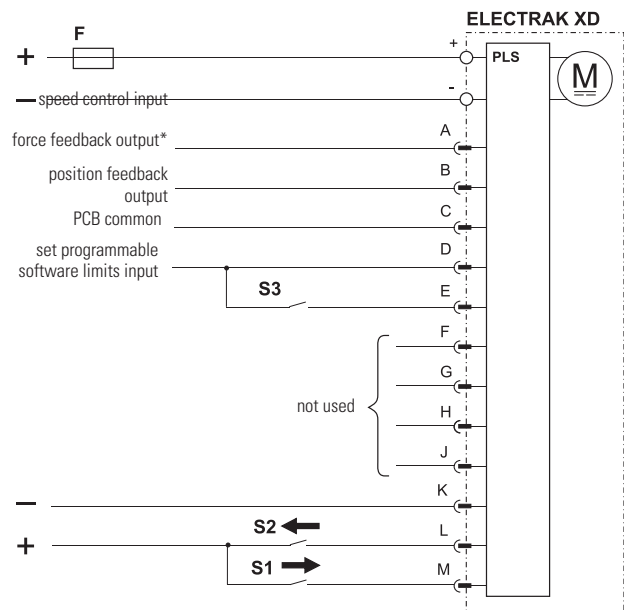 ELECTRAK XD
F
+
+
PLS
M
—
speed control input
-
force feedback output*
A
position feedback
output
B
PCB common
C
set programmable
software limits input
D
S3
E
F
G
not used
H
J
—
K
S2
L
+
S1
M